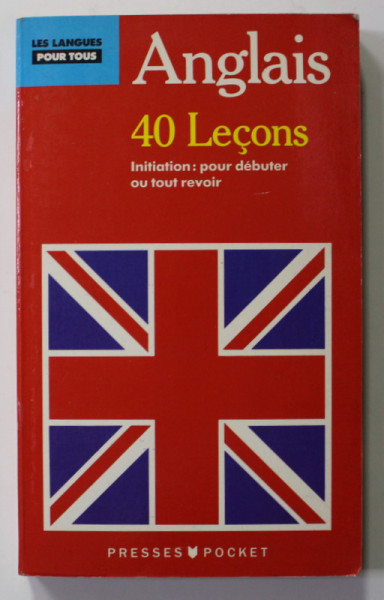 LES LANGUES
POUR TOUS
Anglais
40 Leçons
Initiation : pour débuter
ou tout revoir
PRESSES POCKET